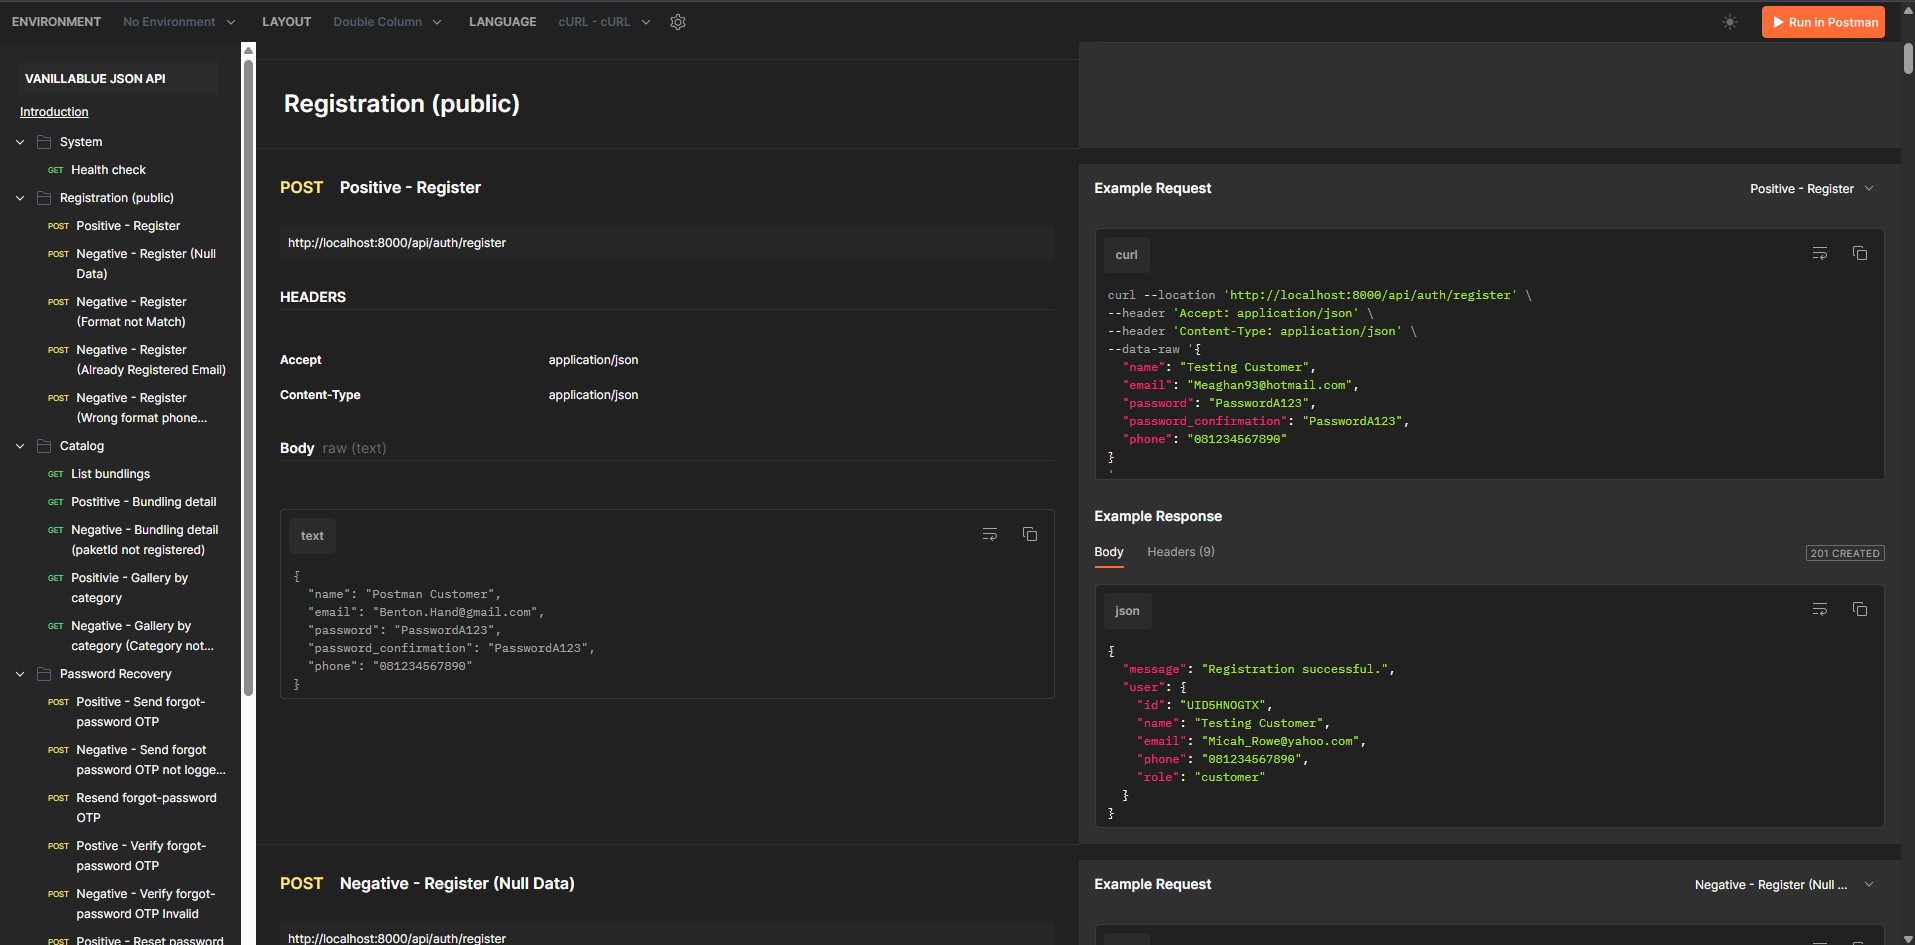 ENVIRONMENT No Environment LAYOUT Double Column LANGUAGE cURL - cURL Run in Postman
VANILLABLUE JSON API
Introduction
System
GET Health check
Registration (public)
POST Positive - Register
POST Negative - Register (Null
Data)
POST Negative - Register
(Format not Match)
POST Negative - Register
(Already Registered Email)
POST Negative - Register
(Wrong format phone...
Catalog
GET List bundlings
GET Postitive - Bundling detail
GET Negative - Bundling detail
(paketId not registered)
GET Positivie - Gallery by
category
GET Negative - Gallery by
category (Category not...
Password Recovery
POST Positive - Send forgot-
password OTP
POST Negative - Send forgot
password OTP not logge...
POST Resend forgot-password
OTP
POST Postive - Verify forgot-
password OTP
POST Negative - Verify forgot-
password OTP Invalid
POST Positive - Reset password
Registration (public)
POST Positive - Register
http://localhost:8000/api/auth/register
HEADERS
Accept application/json
Content-Type application/json
Body raw (text)
text
{
"name": "Postman Customer",
"email": "Benton.Hand@gmail.com",
"password": "PasswordA123",
"password_confirmation": "PasswordA123",
"phone": "081234567890"
}
Example Request Positive - Register
curl
curl --location 'http://localhost:8000/api/auth/register' \
--header 'Accept: application/json' \
--header 'Content-Type: application/json' \
--data-raw '{
"name": "Testing Customer",
"email": "Meaghan93@hotmail.com",
"password": "PasswordA123",
"password_confirmation": "PasswordA123",
"phone": "081234567890"
}
'
Example Response
Body Headers (9) 201 CREATED
json
{
"message": "Registration successful.",
"user": {
"id": "UID5HNOGTX",
"name": "Testing Customer",
"email": "Micah_Rowe@yahoo.com",
"phone": "081234567890",
"role": "customer"
}
}
POST Negative - Register (Null Data)
http://localhost:8000/api/auth/register
Example Request Negative - Register (Null ...